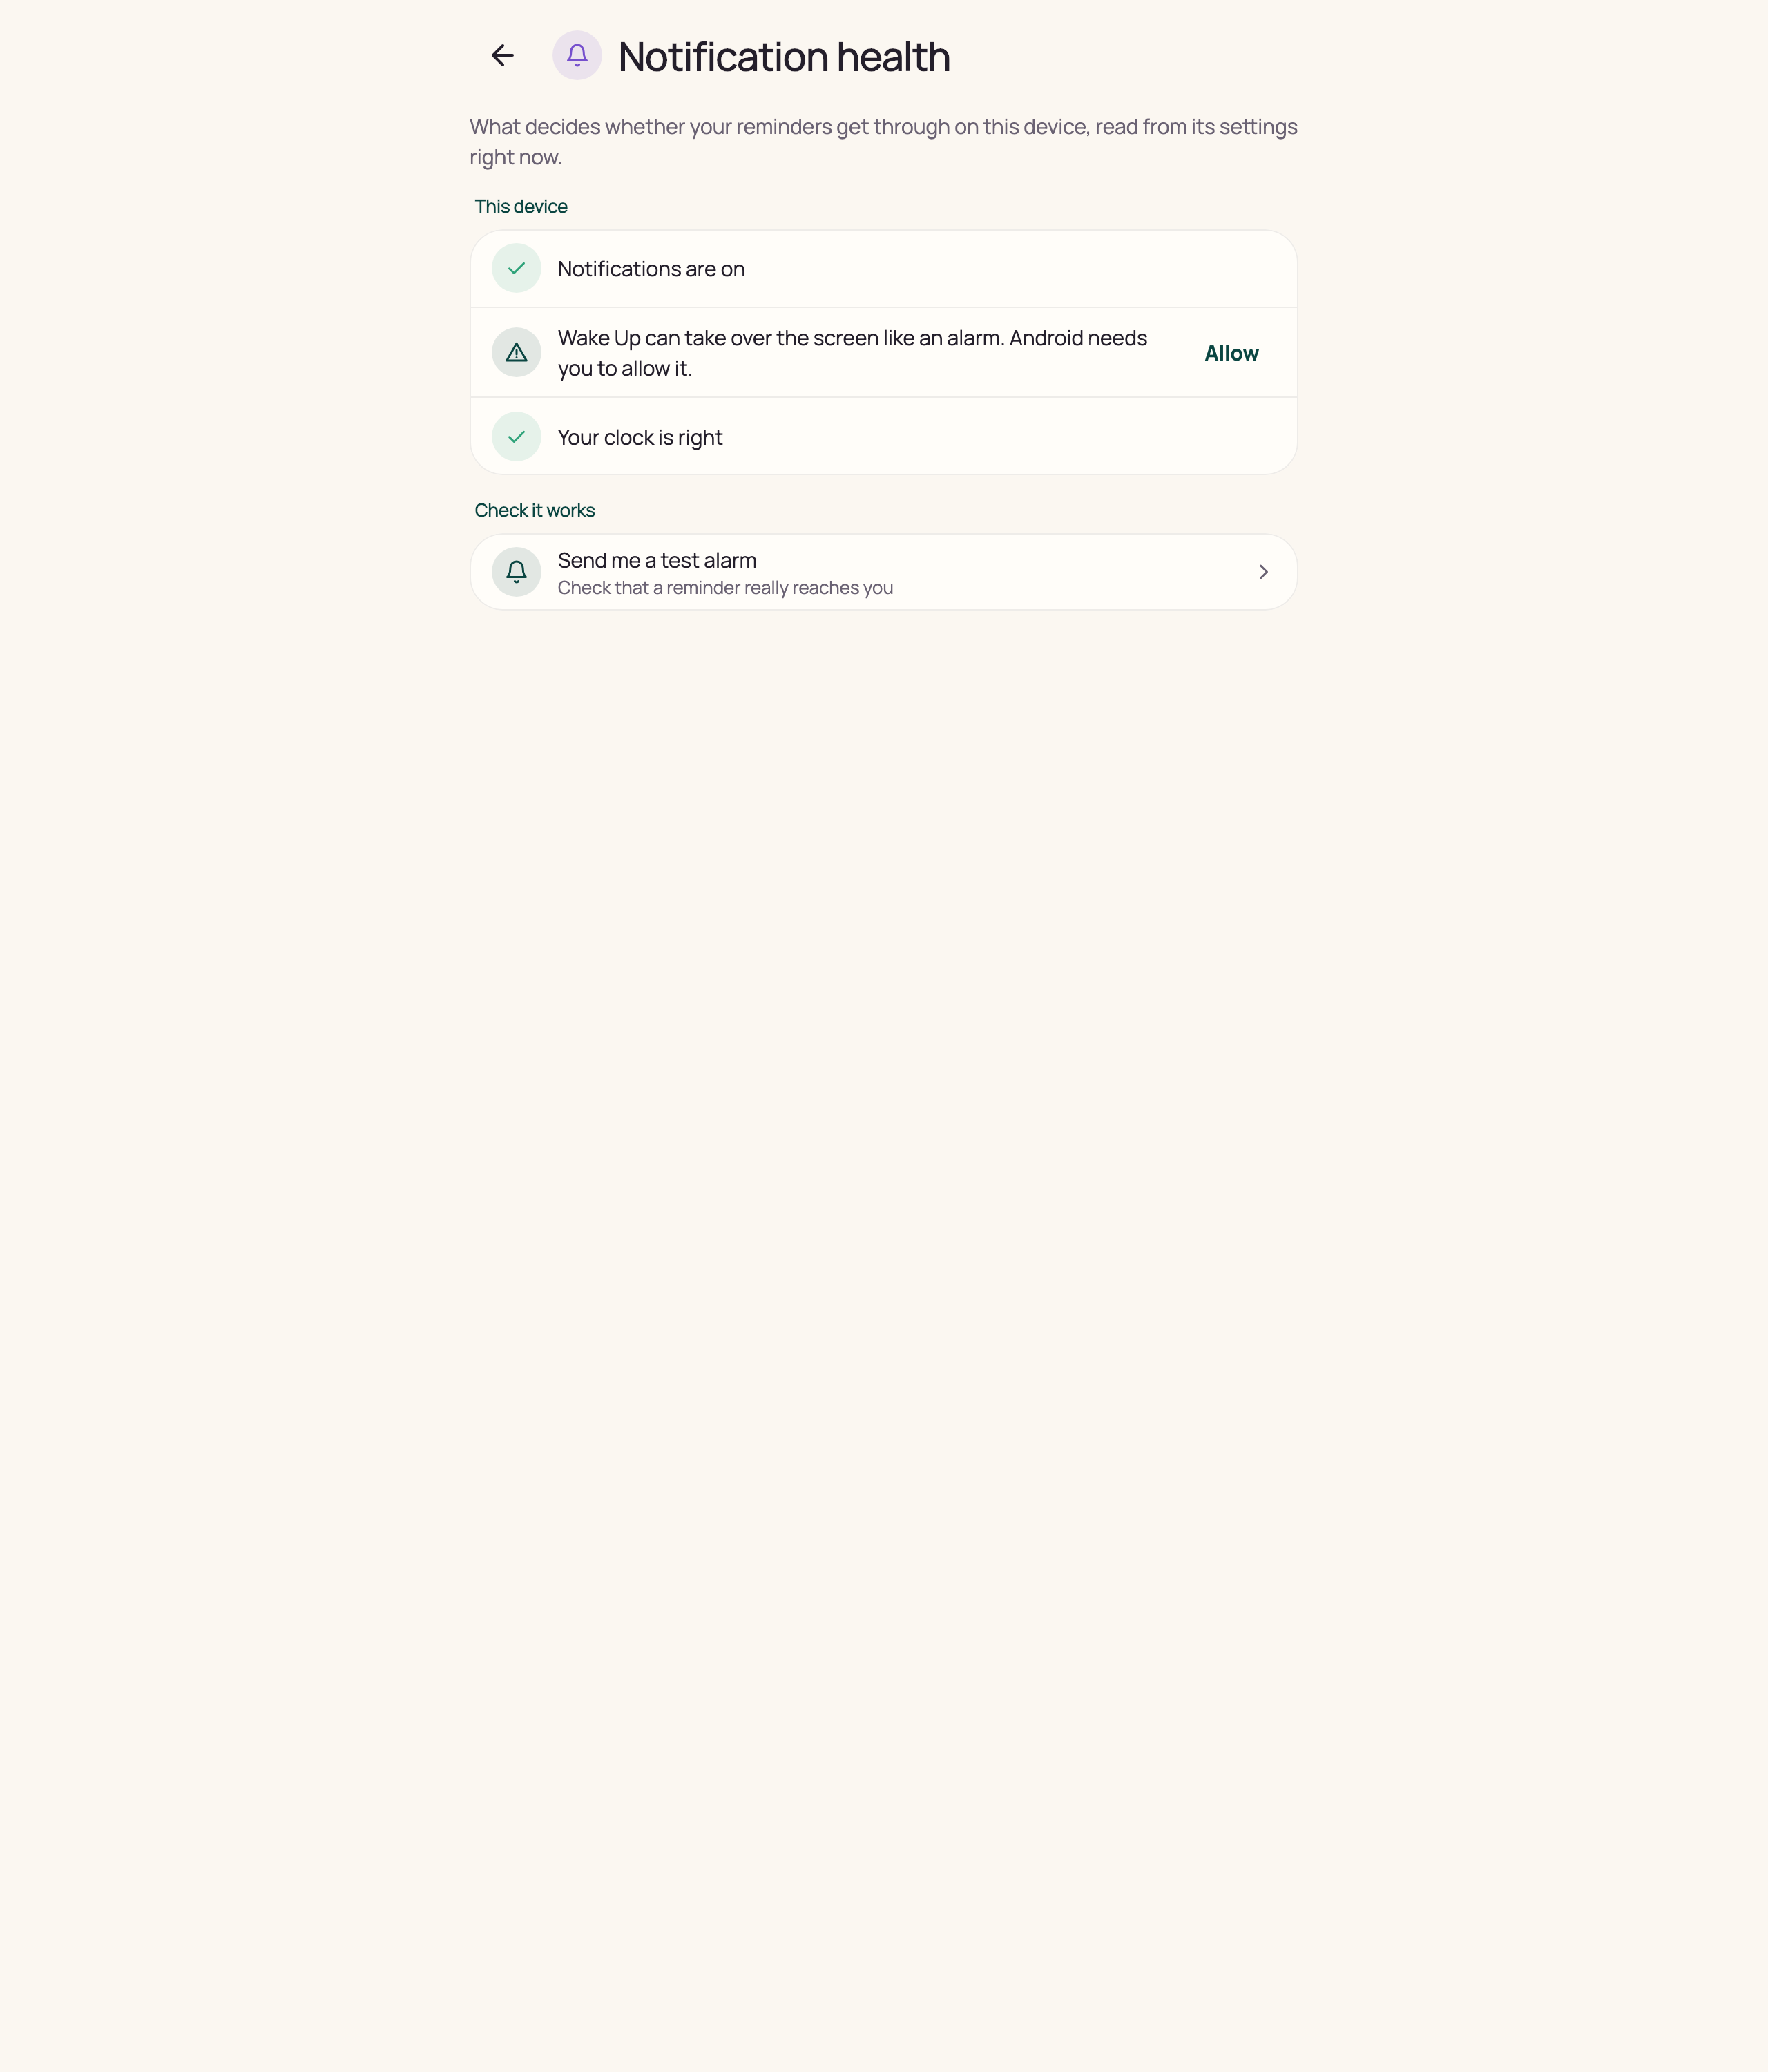 Notification health
What decides whether your reminders get through on this device, read from its settings
right now.
This device
Notifications are on
Wake Up can take over the screen like an alarm. Android needs
you to allow it.
Allow
Your clock is right
Check it works
Send me a test alarm
Check that a reminder really reaches you